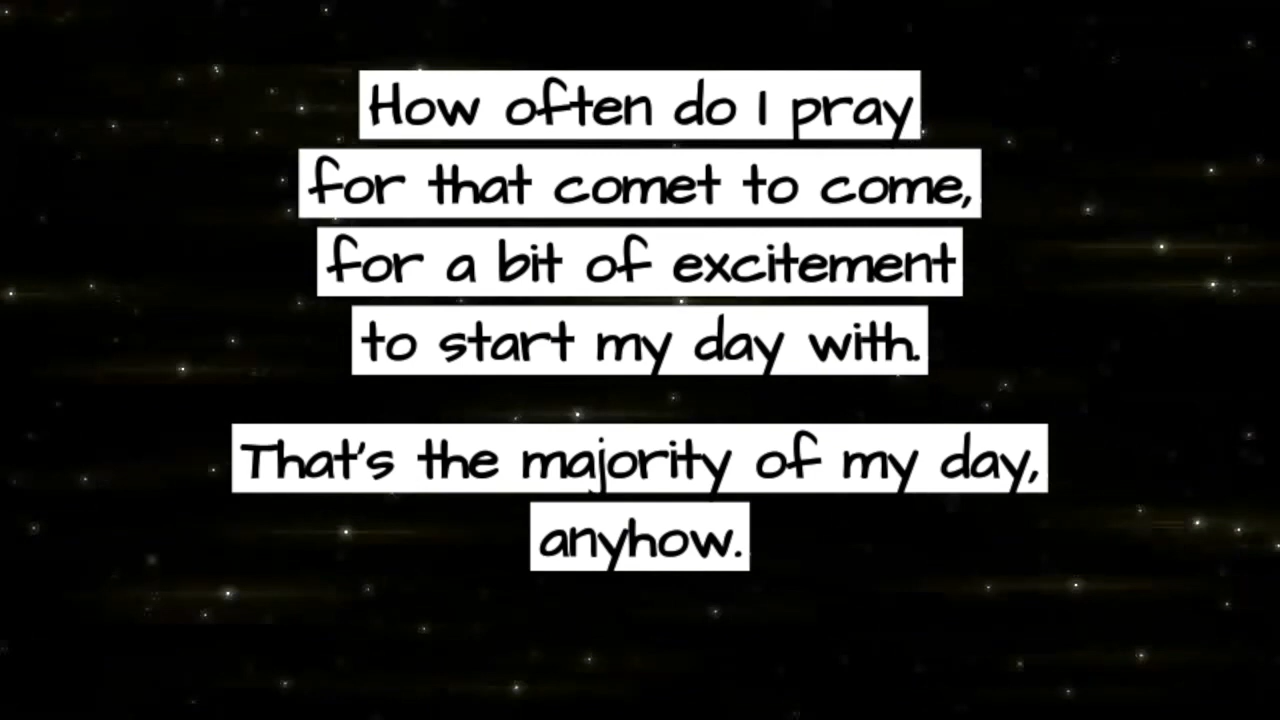 How often do I pray
for that comet to come,
for a bit of excitement
to start my day with.
That's the majority of my day,
anyhow.